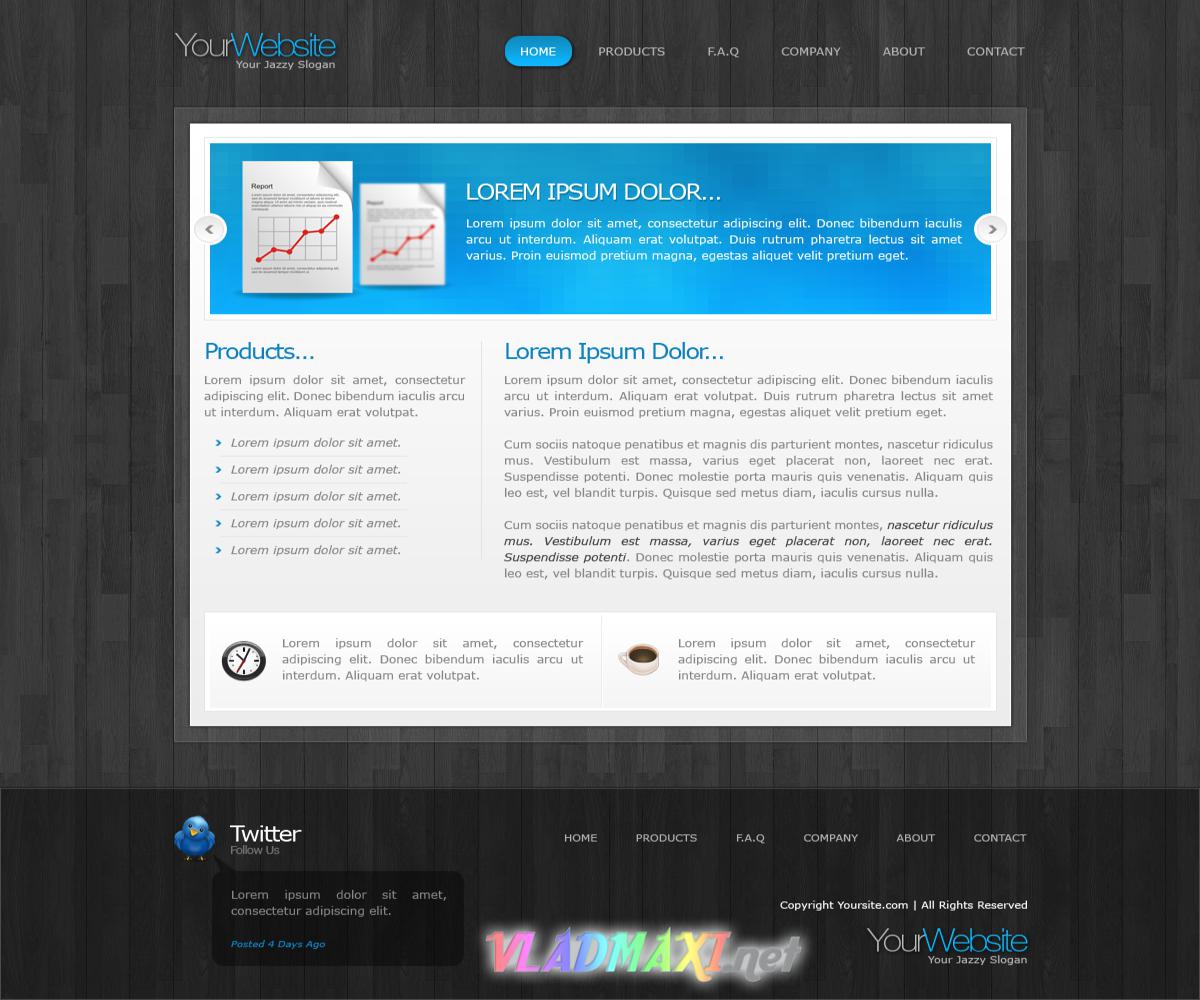 YourWebsite
Your Jazzy Slogan
HOME PRODUCTS F.A.Q COMPANY ABOUT CONTACT
Report
Report
LOREM IPSUM DOLOR...
Lorem ipsum dolor sit amet, consectetur adipiscing elit. Donec bibendum iaculis
arcu ut interdum. Aliquam erat volutpat. Duis rutrum pharetra lectus sit amet
varius. Proin euismod pretium magna, egestas aliquet velit pretium eget.
Products...
Lorem ipsum dolor sit amet, consectetur
adipiscing elit. Donec bibendum iaculis arcu
ut interdum. Aliquam erat volutpat.
Lorem ipsum dolor sit amet.
Lorem ipsum dolor sit amet.
Lorem ipsum dolor sit amet.
Lorem ipsum dolor sit amet.
Lorem ipsum dolor sit amet.
Lorem Ipsum Dolor...
Lorem ipsum dolor sit amet, consectetur adipiscing elit. Donec bibendum iaculis
arcu ut interdum. Aliquam erat volutpat. Duis rutrum pharetra lectus sit amet
varius. Proin euismod pretium magna, egestas aliquet velit pretium eget.
Cum sociis natoque penatibus et magnis dis parturient montes, nascetur ridiculus
mus. Vestibulum est massa, varius eget placerat non, laoreet nec erat.
Suspendisse potenti. Donec molestie porta mauris quis venenatis. Aliquam quis
leo est, vel blandit turpis. Quisque sed metus diam, iaculis cursus nulla.
Cum sociis natoque penatibus et magnis dis parturient montes, nascetur ridiculus
mus. Vestibulum est massa, varius eget placerat non, laoreet nec erat.
Suspendisse potenti. Donec molestie porta mauris quis venenatis. Aliquam quis
leo est, vel blandit turpis. Quisque sed metus diam, iaculis cursus nulla.
Lorem ipsum dolor sit amet, consectetur
adipiscing elit. Donec bibendum iaculis arcu ut
interdum. Aliquam erat volutpat.
Lorem ipsum dolor sit amet, consectetur
adipiscing elit. Donec bibendum iaculis arcu ut
interdum. Aliquam erat volutpat.
Twitter
Follow Us
Lorem ipsum dolor sit amet,
consectetur adipiscing elit.
Posted 4 Days Ago
HOME PRODUCTS F.A.Q COMPANY ABOUT CONTACT
Copyright Yoursite.com | All Rights Reserved
YourWebsite
Your Jazzy Slogan
VLADMAXI.net